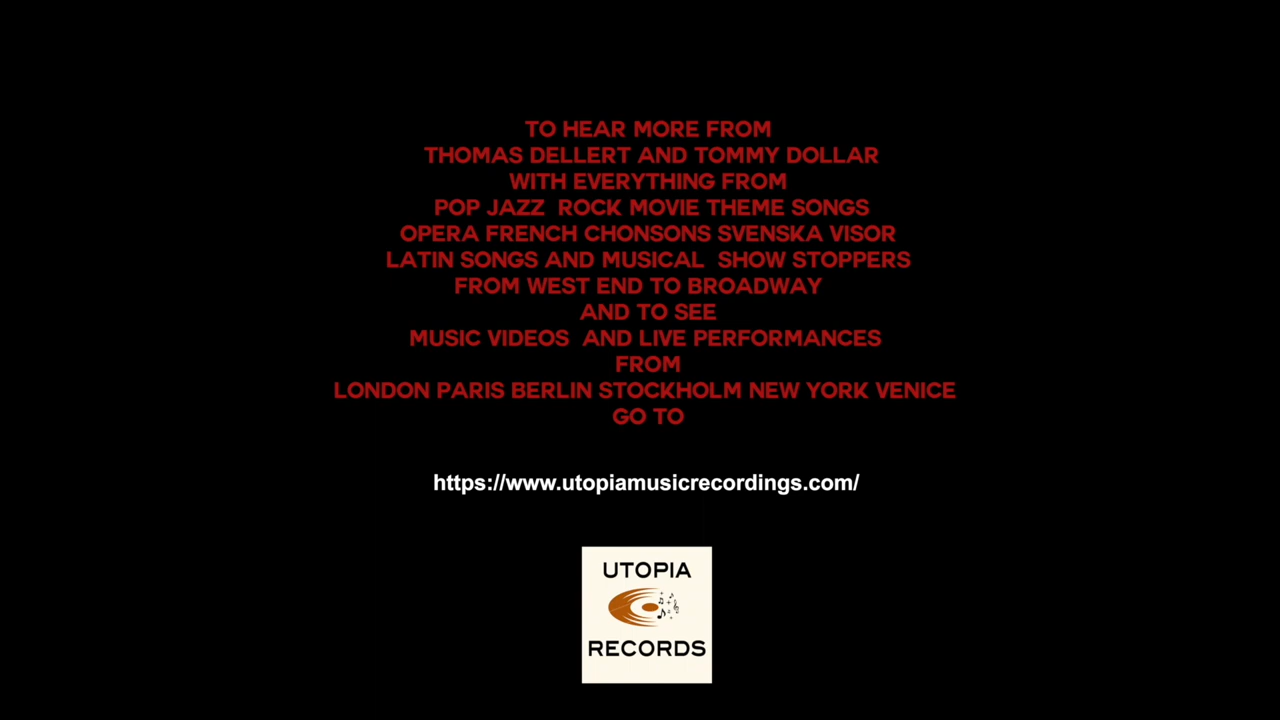 TO HEAR MORE FROM
THOMAS DELLERT AND TOMMY DOLLAR
WITH EVERYTHING FROM
POP JAZZ  ROCK MOVIE THEME SONGS
OPERA FRENCH CHONSONS SVENSKA VISOR
LATIN SONGS AND MUSICAL  SHOW STOPPERS
FROM WEST END TO BROADWAY
AND TO SEE
MUSIC VIDEOS  AND LIVE PERFORMANCES
FROM
LONDON PARIS BERLIN STOCKHOLM NEW YORK VENICE
GO TO
https://www.utopiamusicrecordings.com/
UTOPIA
RECORDS